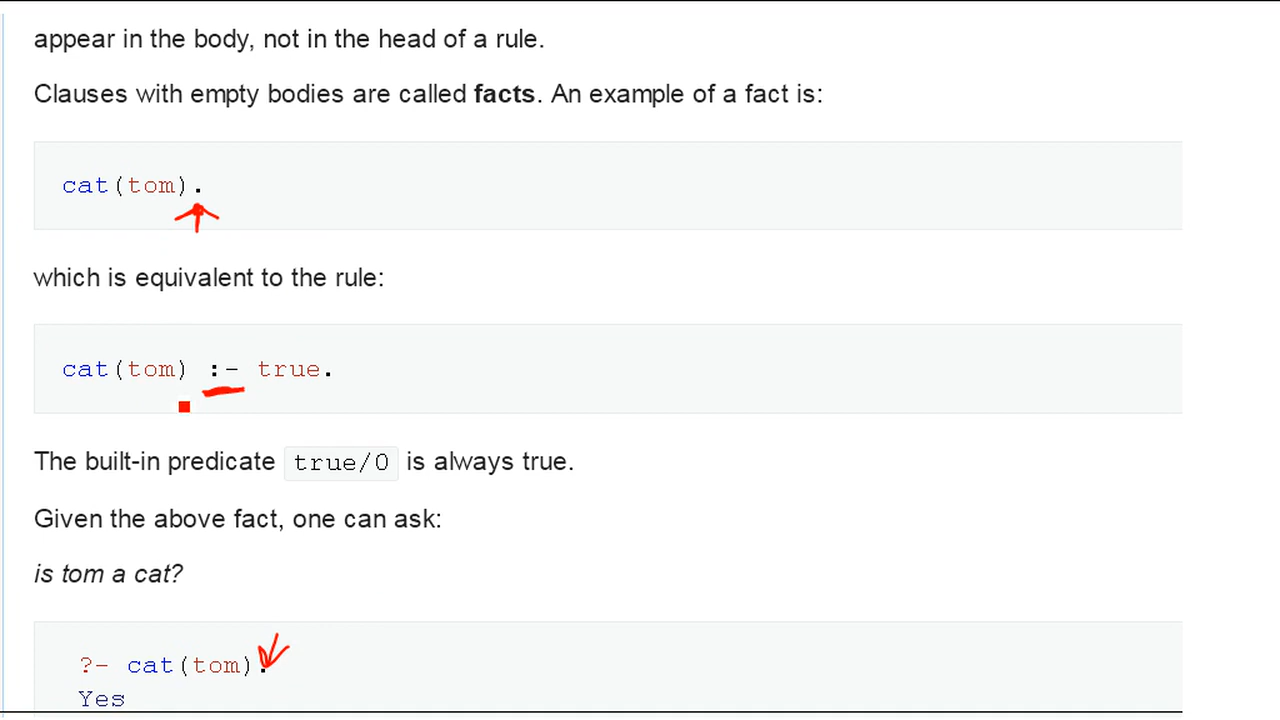 appear in the body, not in the head of a rule.
Clauses with empty bodies are called facts. An example of a fact is:
cat(tom).
which is equivalent to the rule:
cat(tom) :- true.
The built-in predicate true/0 is always true.
Given the above fact, one can ask:
is tom a cat?
?- cat(tom).
Yes